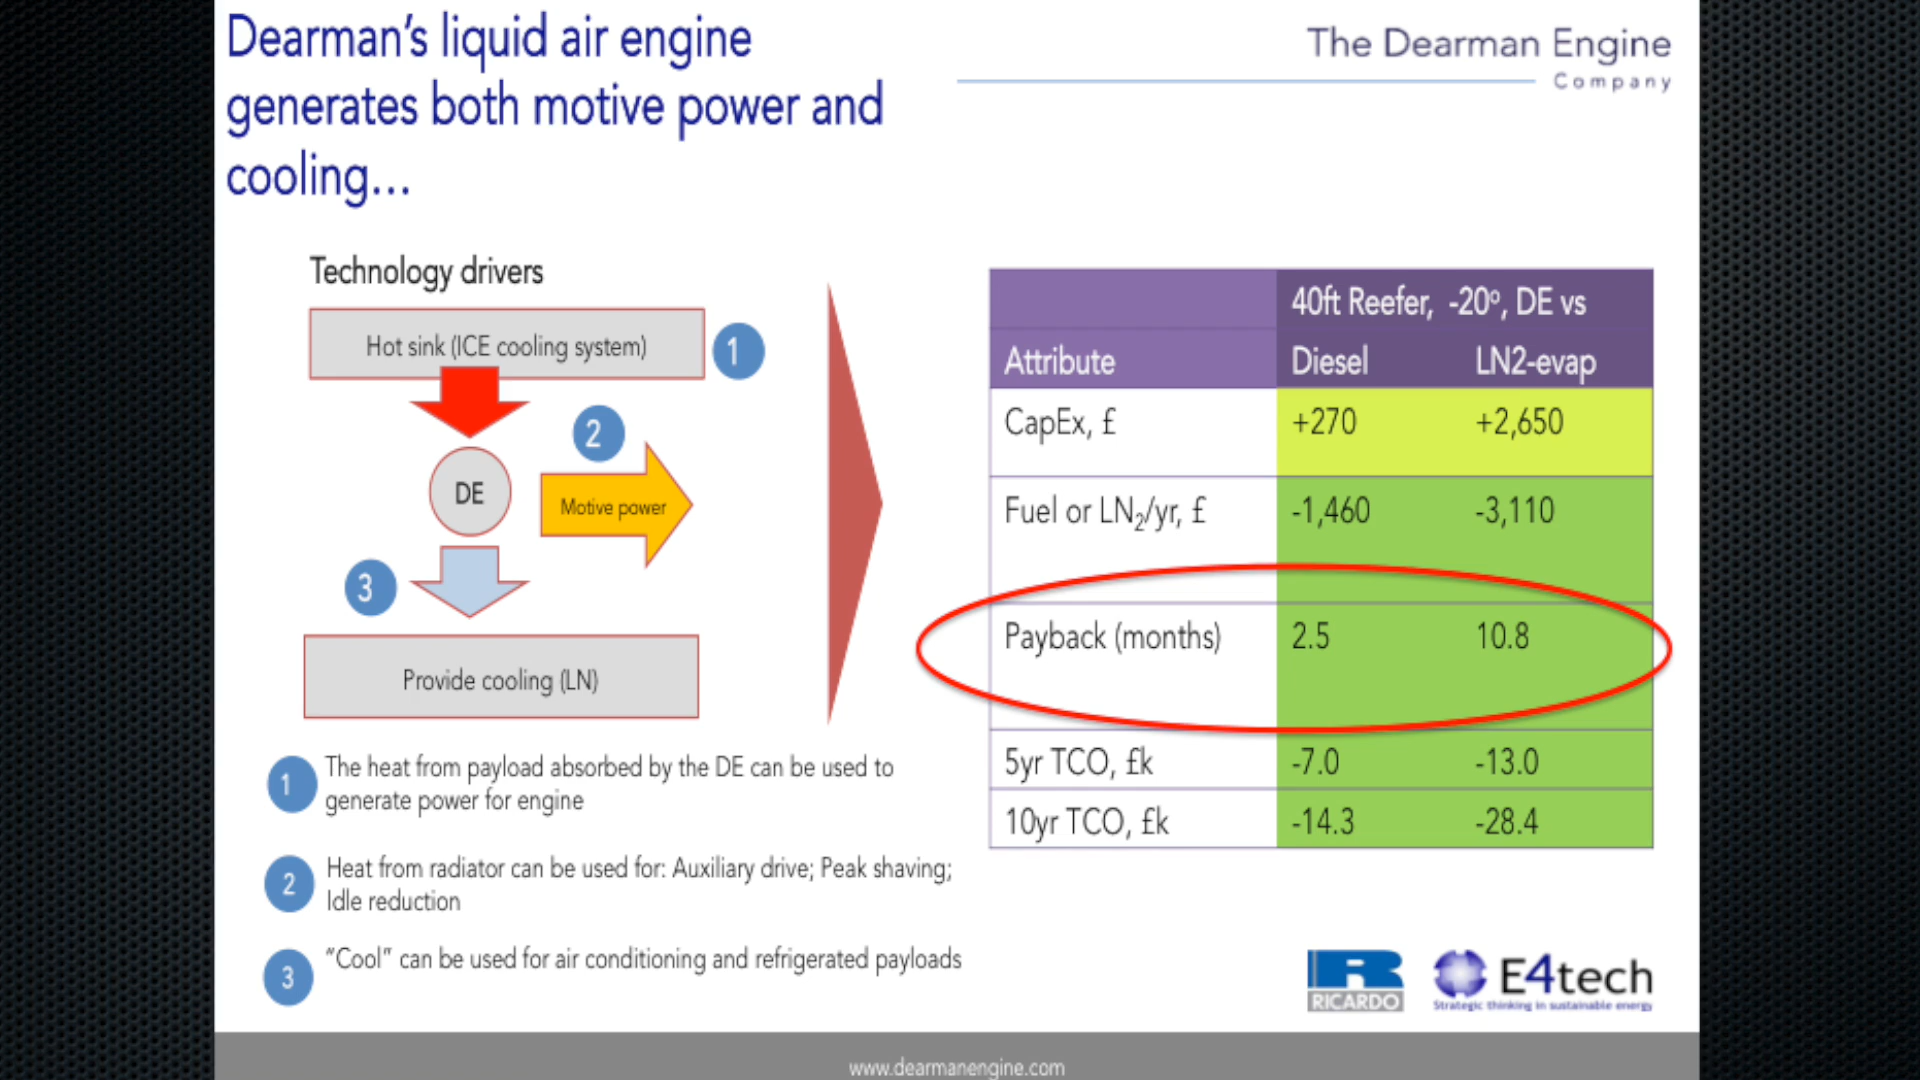 Dearman's liquid air engine
generates both motive power and
cooling...
The Dearman Engine
Company
Technology drivers
Hot sink (ICE cooling system)
1
2
DE
Motive power
3
Provide cooling (LN)
1
The heat from payload absorbed by the DE can be used to
generate power for engine
2
Heat from radiator can be used for: Auxiliary drive; Peak shaving;
Idle reduction
3
"Cool" can be used for air conditioning and refrigerated payloads
40ft Reefer, -20º, DE vs
Attribute Diesel LN2-evap
CapEx, £ +270 +2,650
Fuel or LN₂/yr, £ -1,460 -3,110
Payback (months) 2.5 10.8
5yr TCO, £k -7.0 -13.0
10yr TCO, £k -14.3 -28.4
R
RICARDO
E4tech
Strategic thinking in sustainable energy
www.dearmanengine.com